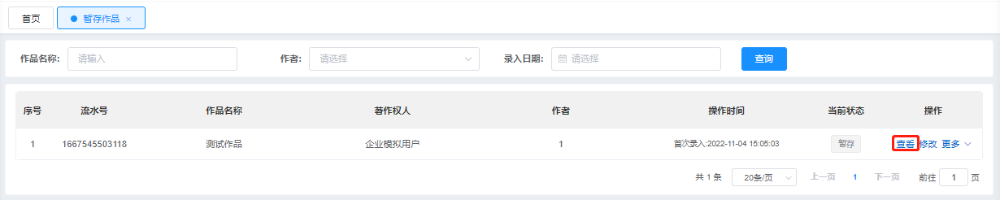 首页 暂存作品 ×
作品名称: 请输入 作者: 请选择 录入日期: 请选择 查询
序号 流水号 作品名称 著作权人 作者 操作时间 当前状态 操作
1 1667545503118 测试作品 企业模拟用户 1 首次录入:2022-11-04 15:05:03 暂存 查看 修改 更多
共 1 条 20条/页 上一页 1 下一页 前往 1 页